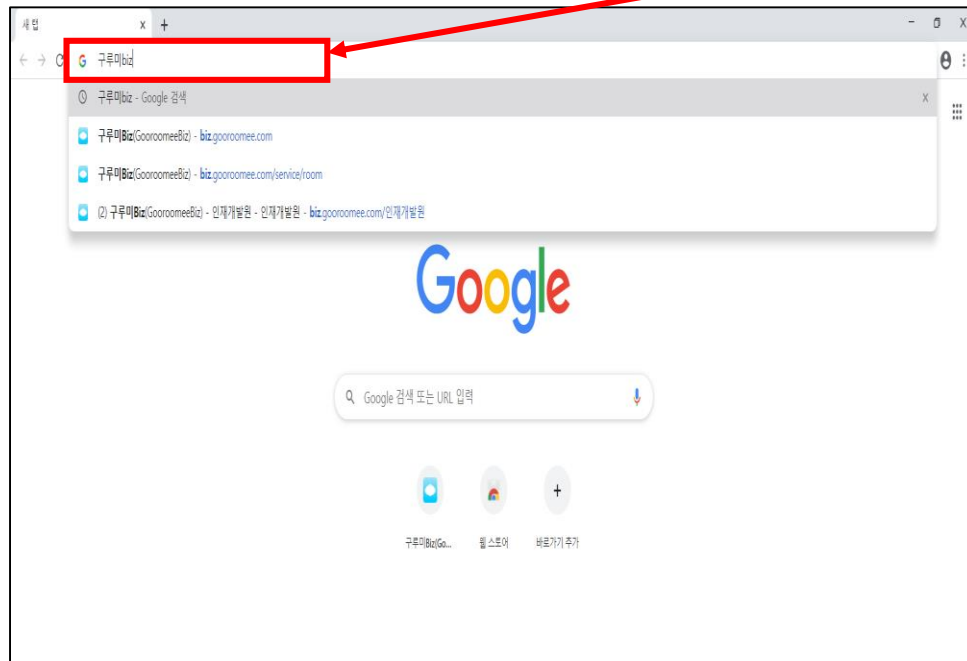 새 탭
구루미biz
구루미biz - Google 검색
구루미Biz(GooroomeeBiz) - biz.gooroomee.com
구루미Biz(GooroomeeBiz) - biz.gooroomee.com/service/room
(2) 구루미Biz(GooroomeeBiz) - 인재개발원 - 인재개발원 - biz.gooroomee.com/인재개발원
Google
Google 검색 또는 URL 입력
구루미Biz(Go... 웹 스토어 바로가기 추가